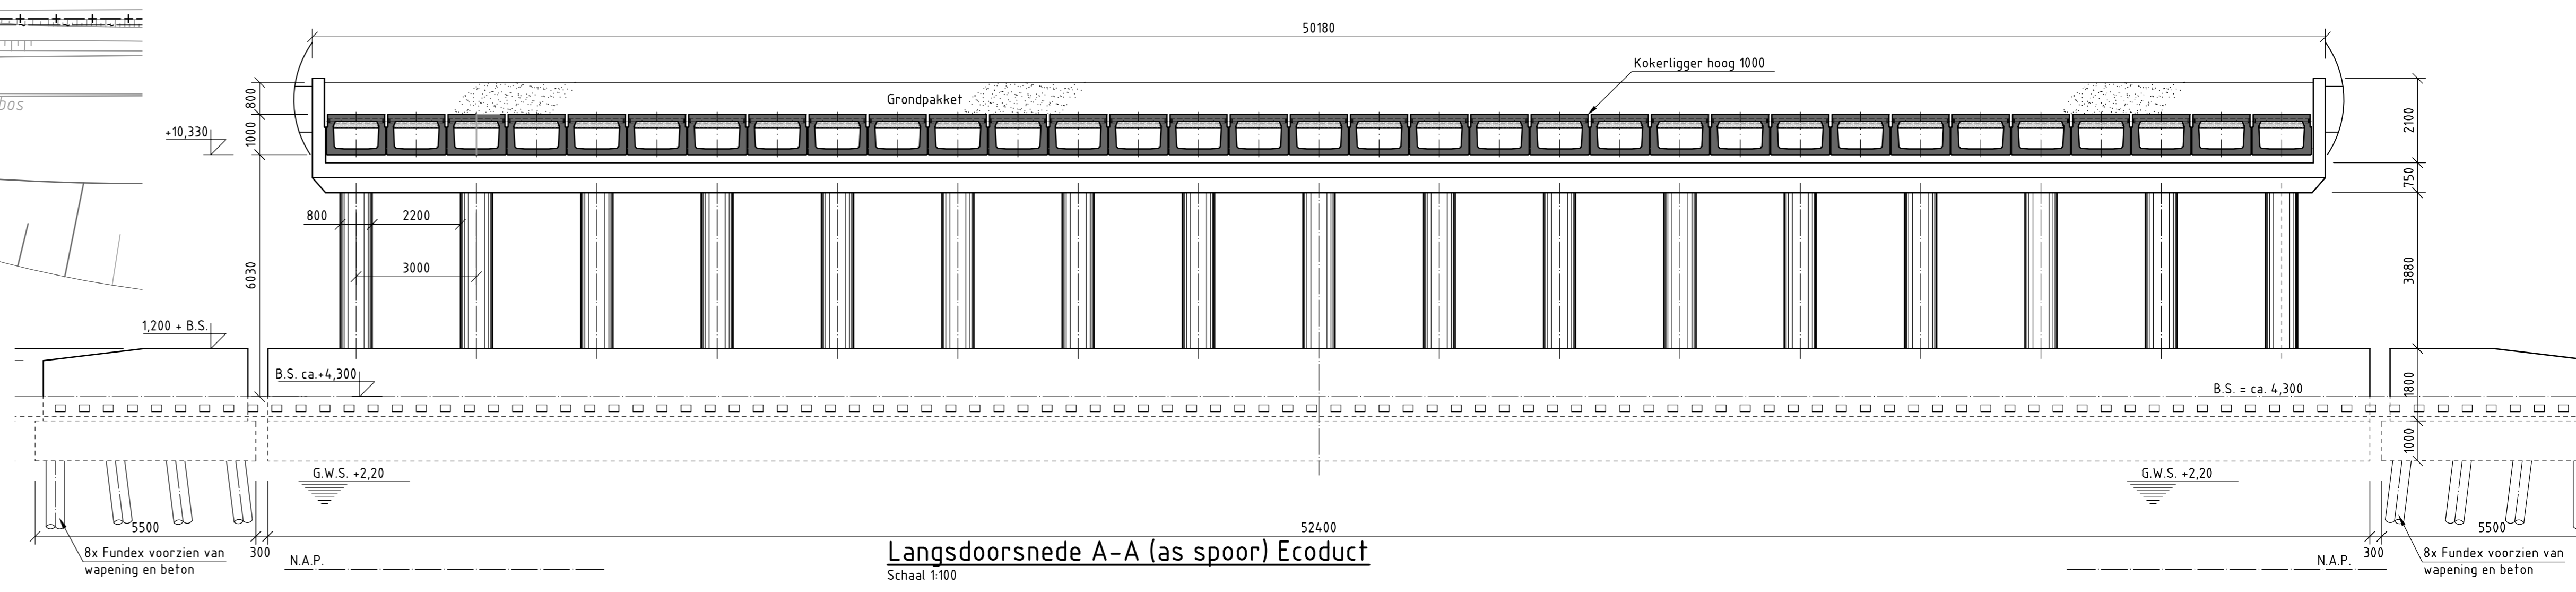 50180
Kokerligger hoog 1000
bos
800
Grondpakket
+10,330
1000
2100
750
800
2200
3000
6030
3880
1,200 + B.S.
B.S. ca.+4,300
B.S. = ca. 4,300
1800
1000
G.W.S. +2,20
G.W.S. +2,20
5500
52400
5500
8x Fundex voorzien van
wapening en beton
300
N.A.P.
Langsdoorsnede A-A (as spoor) Ecoduct
Schaal 1:100
N.A.P.
300
8x Fundex voorzien van
wapening en beton